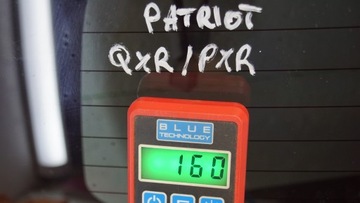 PATRIOT
QXR/PXR
BLUE
TECHNOLOGY
160